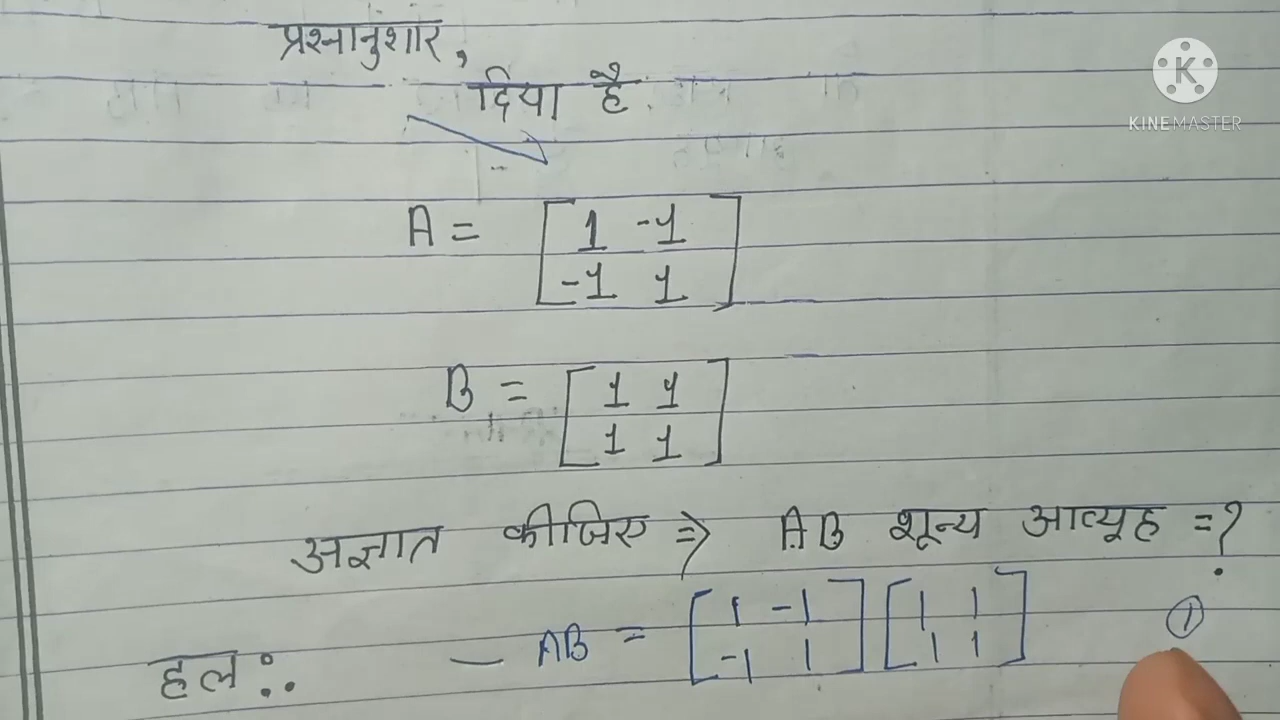 प्रश्नानुशार,
KINEMASTER
दिया है
A = [ 1 -1
-1 1 ]
B = [ 1 1
1 1 ]
अज्ञात कीजिए => AB शून्य आव्यूह = ?
हल :. — AB = [ 1 -1 [ 1 1 ①
-1 1 ] 1 1 ]